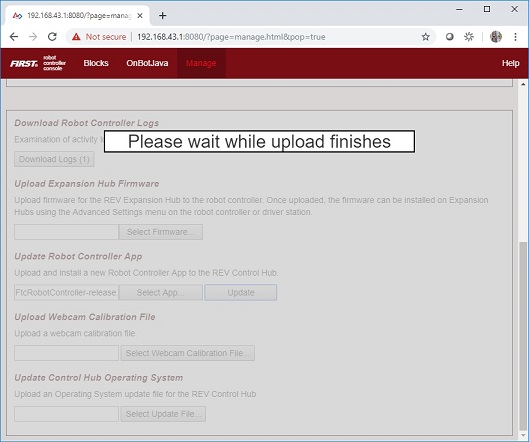 192.168.43.1:8080/?page=manag
Not secure | 192.168.43.1:8080/?page=manage.html&pop=true
FIRST® robot controller console Blocks OnBotJava Manage Help
Download Robot Controller Logs
Please wait while upload finishes
Examination of activity
Download Logs (1)
Upload Expansion Hub Firmware
Upload firmware for the REV Expansion Hub to the robot controller. Once uploaded, the firmware can be installed on Expansion
Hubs using the Advanced Settings menu on the robot controller or driver station.
Select Firmware...
Update Robot Controller App
Upload and install a new Robot Controller App to the REV Control Hub.
FtcRobotController-release Select App... Update
Upload Webcam Calibration File
Upload a webcam calibration file.
Select Webcam Calibration File...
Update Control Hub Operating System
Upload an Operating System update file for the REV Control Hub
Select Update File...